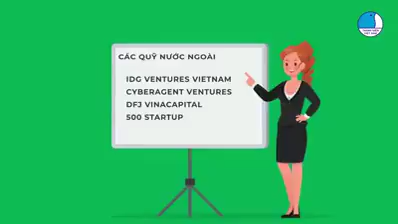 CÁC QUỸ NƯỚC NGOÀI
IDG VENTURES VIETNAM
CYBERAGENT VENTURES
DFJ VINACAPITAL
500 STARTUP